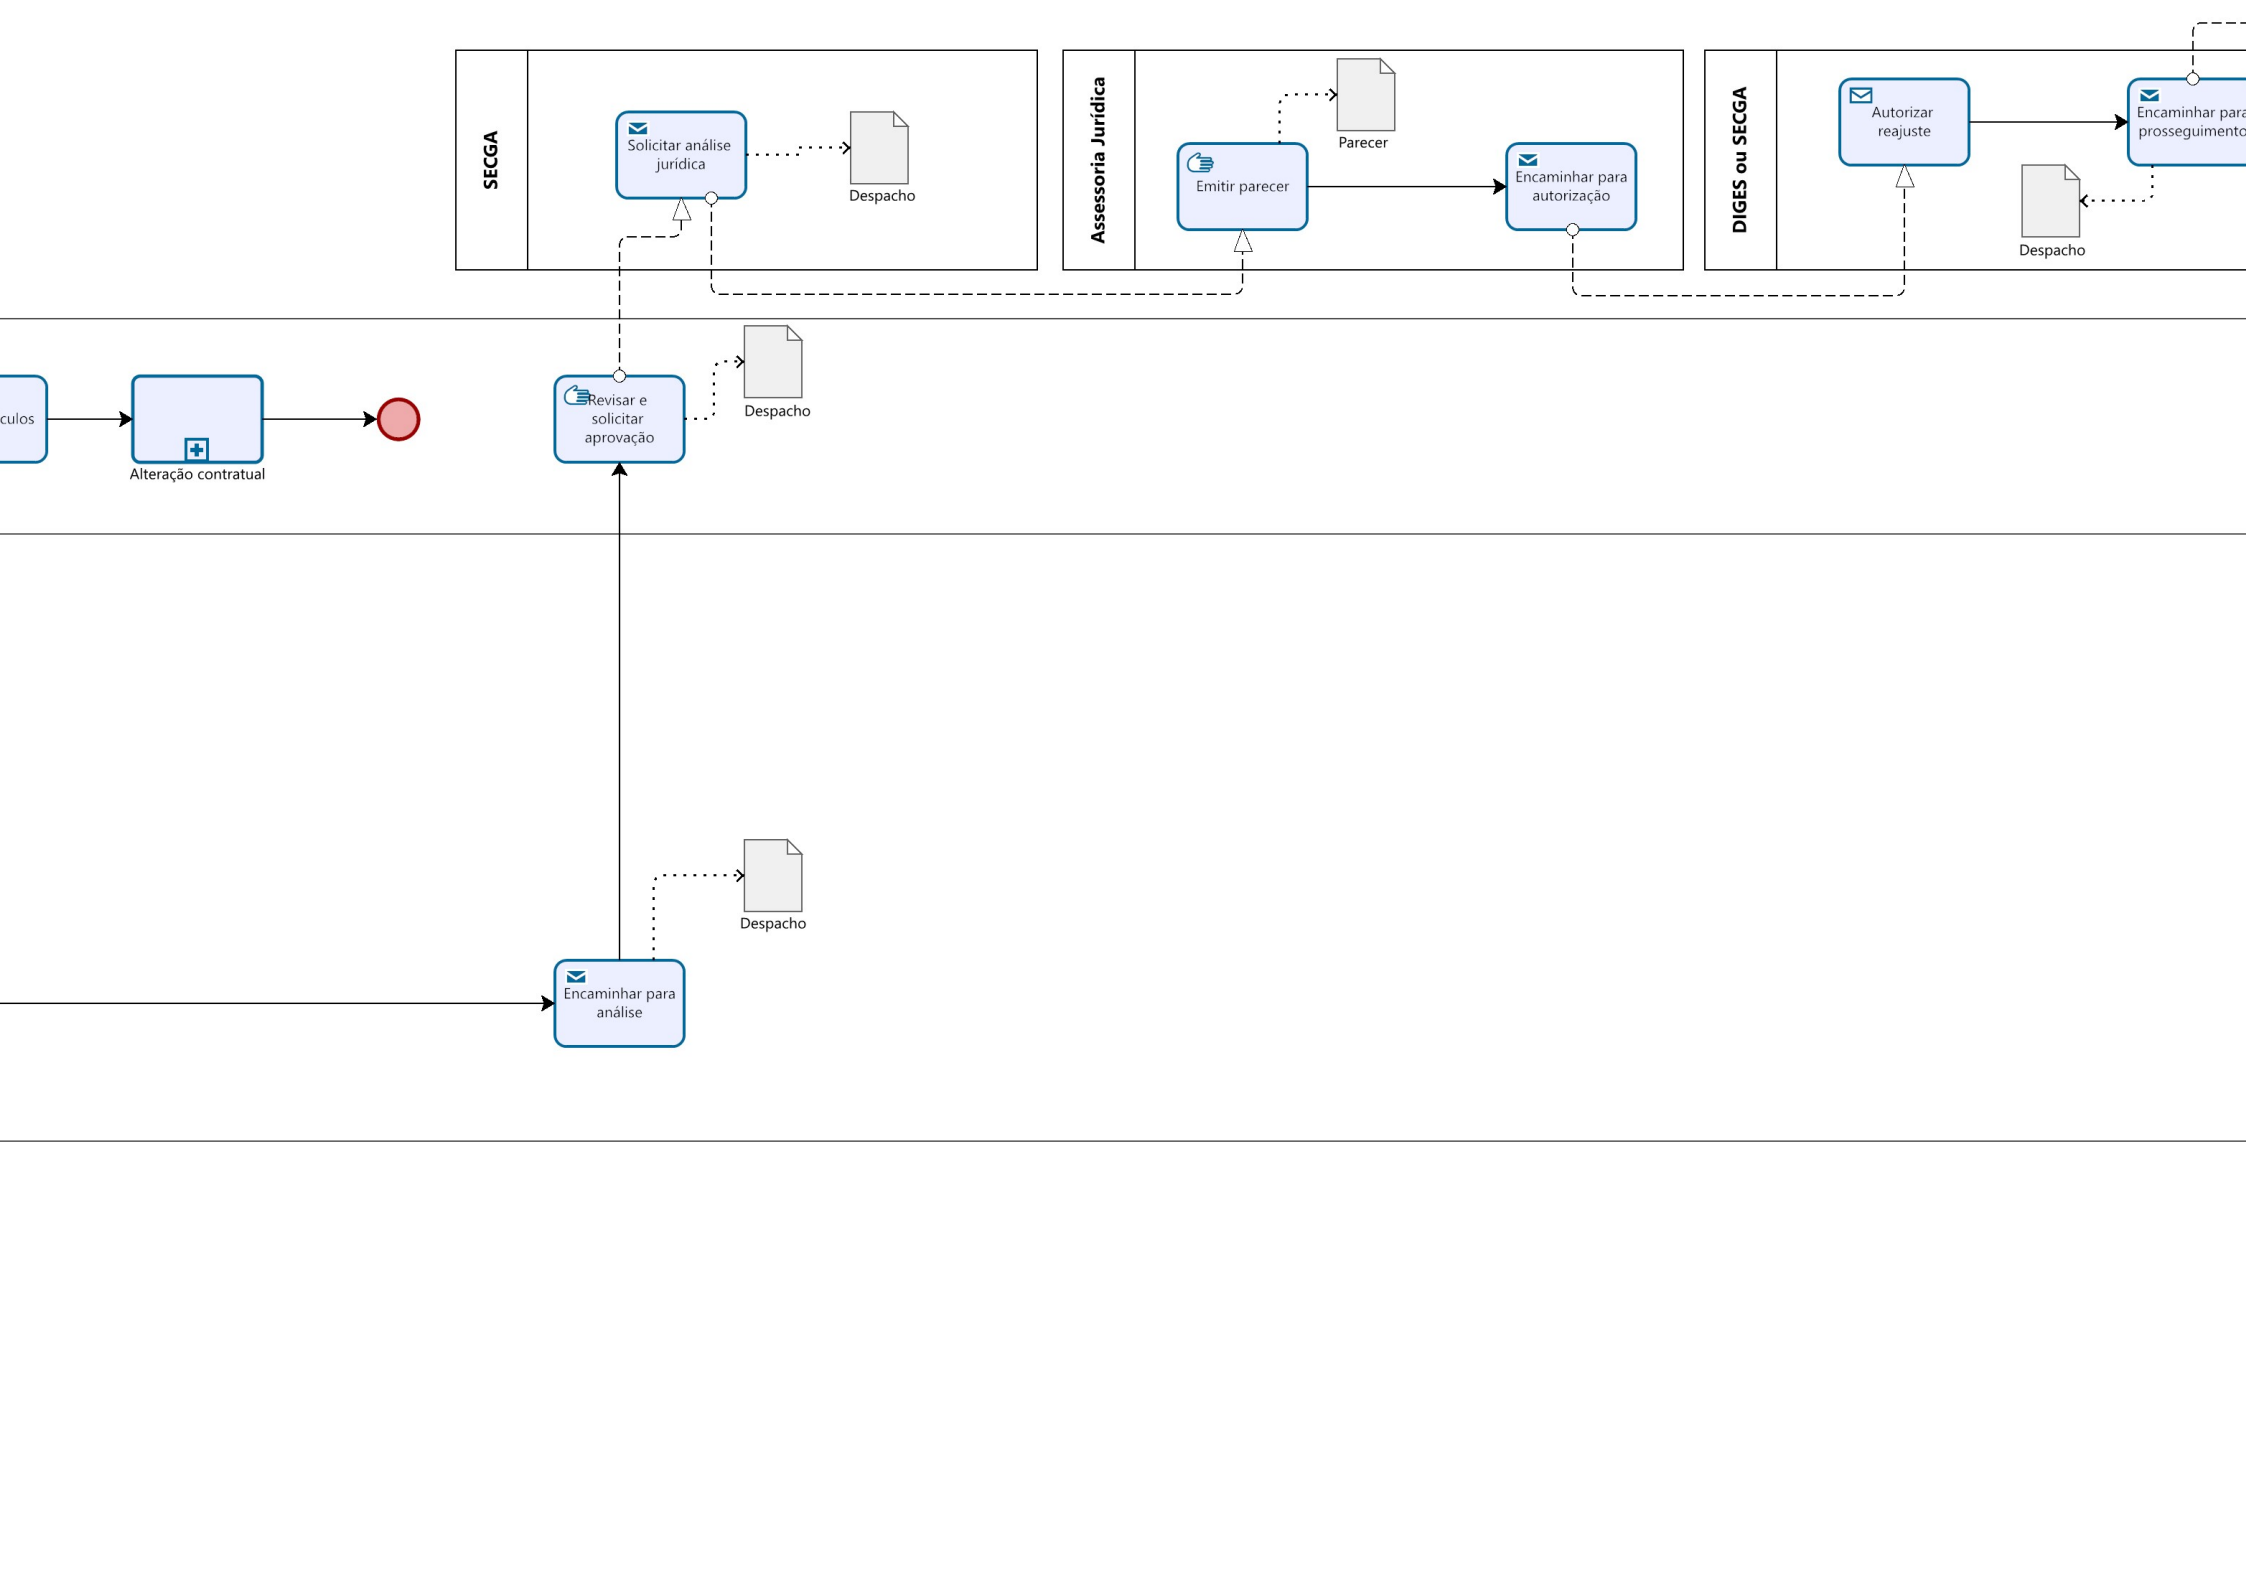 SECGA
Solicitar análise
jurídica
Despacho
Assessoria Jurídica
Parecer
Emitir parecer
Encaminhar para
autorização
DIGES ou SECGA
Autorizar
reajuste
Encaminhar para
prosseguimento
Despacho
culos
Alteração contratual
Revisar e
solicitar
aprovação
Despacho
Despacho
Encaminhar para
análise